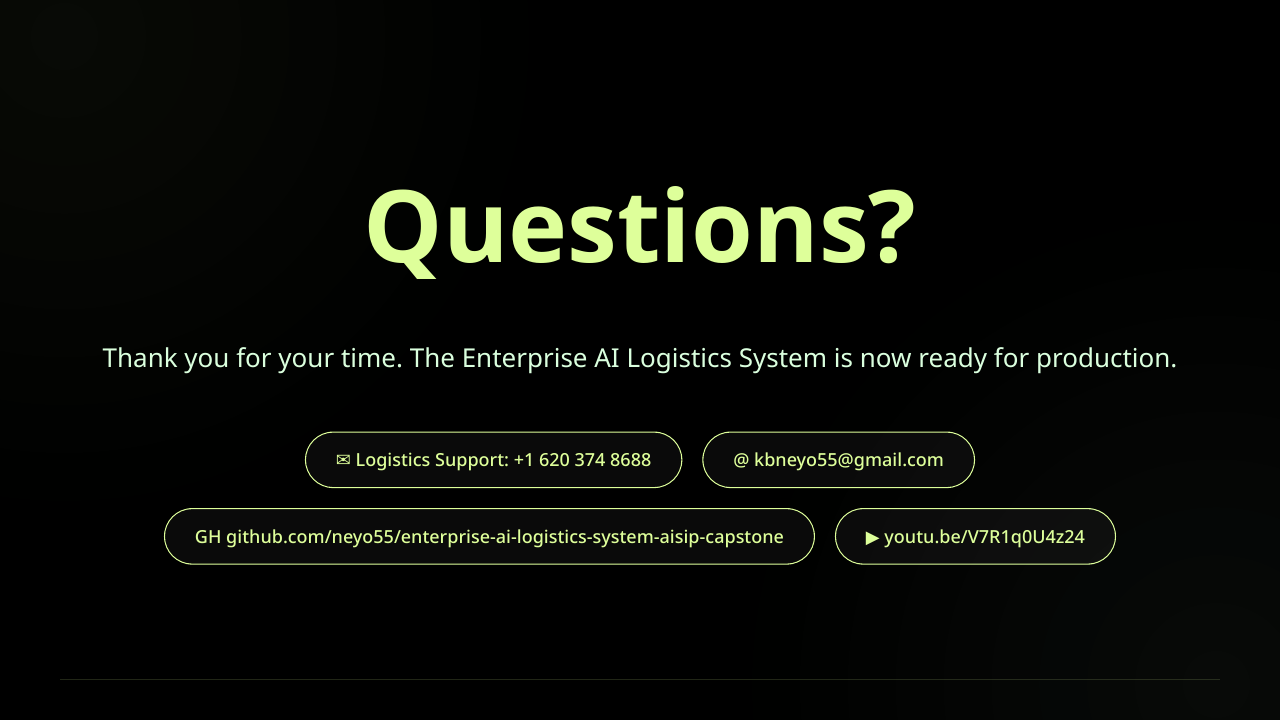 Questions?
Thank you for your time. The Enterprise AI Logistics System is now ready for production.
✉ Logistics Support: +1 620 374 8688
@ kbneyo55@gmail.com
GH github.com/neyo55/enterprise-ai-logistics-system-aisip-capstone
▶ youtu.be/V7R1q0U4z24